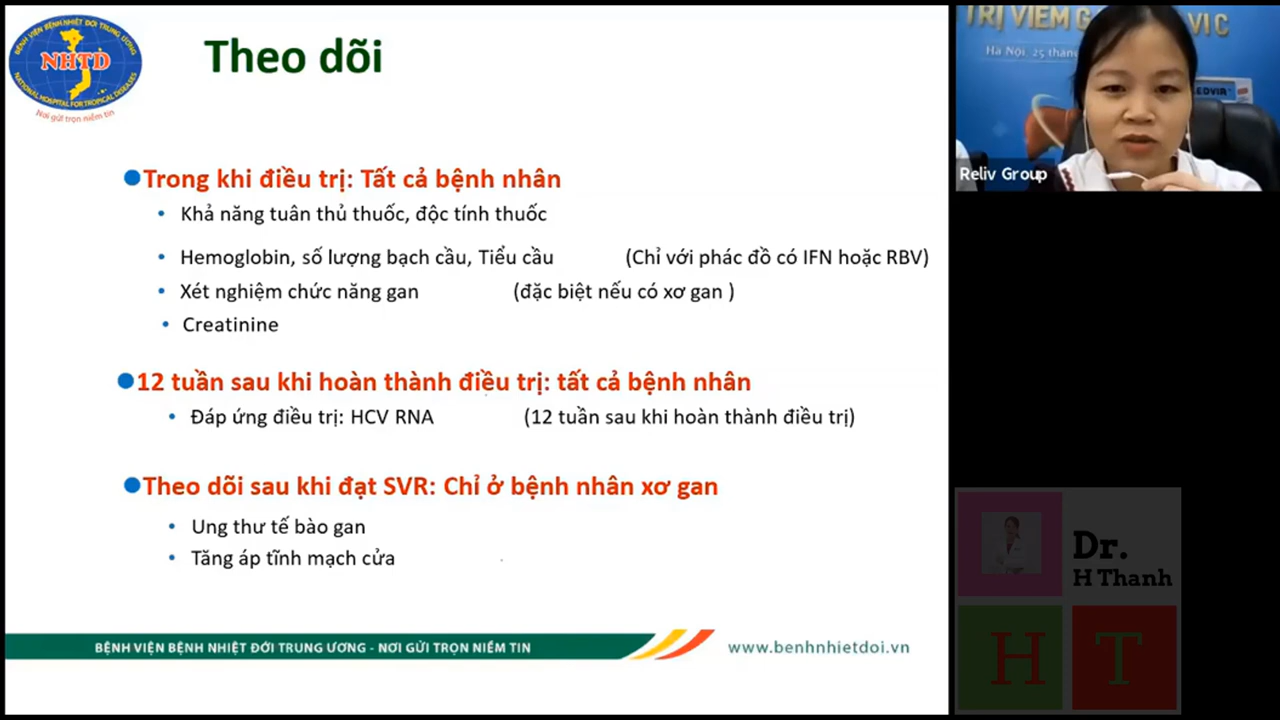 BỆNH VIỆN BỆNH NHIỆT ĐỚI TRUNG ƯƠNG
NHTD
NATIONAL HOSPITAL FOR TROPICAL DISEASES
Nơi gửi trọn niềm tin
Theo dõi
Trong khi điều trị: Tất cả bệnh nhân
Khả năng tuân thủ thuốc, độc tính thuốc
Hemoglobin, số lượng bạch cầu, Tiểu cầu (Chỉ với phác đồ có IFN hoặc RBV)
Xét nghiệm chức năng gan (đặc biệt nếu có xơ gan )
Creatinine
12 tuần sau khi hoàn thành điều trị: tất cả bệnh nhân
Đáp ứng điều trị: HCV RNA (12 tuần sau khi hoàn thành điều trị)
Theo dõi sau khi đạt SVR: Chỉ ở bệnh nhân xơ gan
Ung thư tế bào gan
Tăng áp tĩnh mạch cửa
BỆNH VIỆN BỆNH NHIỆT ĐỚI TRUNG ƯƠNG - NƠI GỬI TRỌN NIỀM TIN
www.benhnhietdoi.vn
TRỊ VIÊM G VI C
Hà Nội, 25 thán
LEDVIR
Reliv Group
Dr.
H Thanh
H T